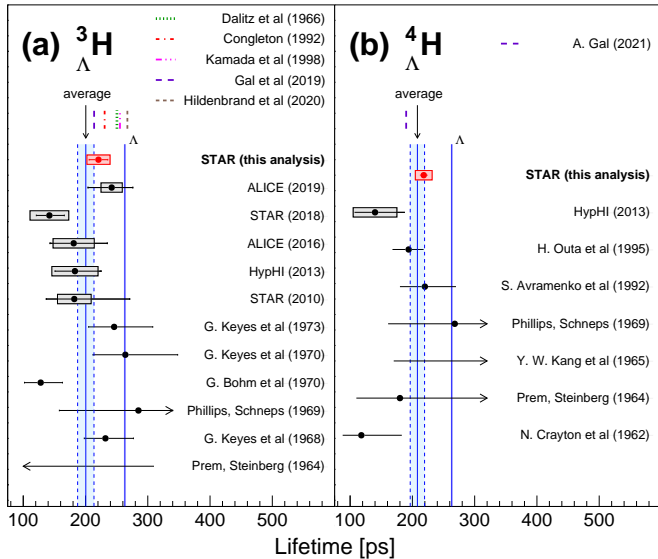 (a) ³ΛH
Dalitz et al (1966)
Congleton (1992)
Kamada et al (1998)
Gal et al (2019)
Hildenbrand et al (2020)
average
Λ
STAR (this analysis)
ALICE (2019)
STAR (2018)
ALICE (2016)
HypHI (2013)
STAR (2010)
G. Keyes et al (1973)
G. Keyes et al (1970)
G. Bohm et al (1970)
Phillips, Schneps (1969)
G. Keyes et al (1968)
Prem, Steinberg (1964)
100 200 300 400 500
(b) ⁴ΛH
A. Gal (2021)
average
Λ
STAR (this analysis)
HypHI (2013)
H. Outa et al (1995)
S. Avramenko et al (1992)
Phillips, Schneps (1969)
Y. W. Kang et al (1965)
Prem, Steinberg (1964)
N. Crayton et al (1962)
100 200 300 400 500
Lifetime [ps]